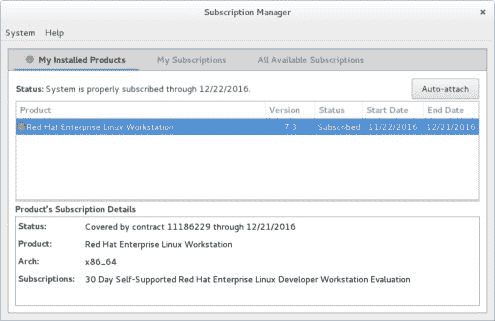 Subscription Manager
System Help
My Installed Products My Subscriptions All Available Subscriptions
Status: System is properly subscribed through 12/22/2016. Auto-attach
Product Version Status Start Date End Date
Red Hat Enterprise Linux Workstation 7.3 Subscribed 11/22/2016 12/21/2016
Product's Subscription Details
Status: Covered by contract 11186229 through 12/21/2016
Product: Red Hat Enterprise Linux Workstation
Arch: x86_64
Subscriptions: 30 Day Self-Supported Red Hat Enterprise Linux Developer Workstation Evaluation